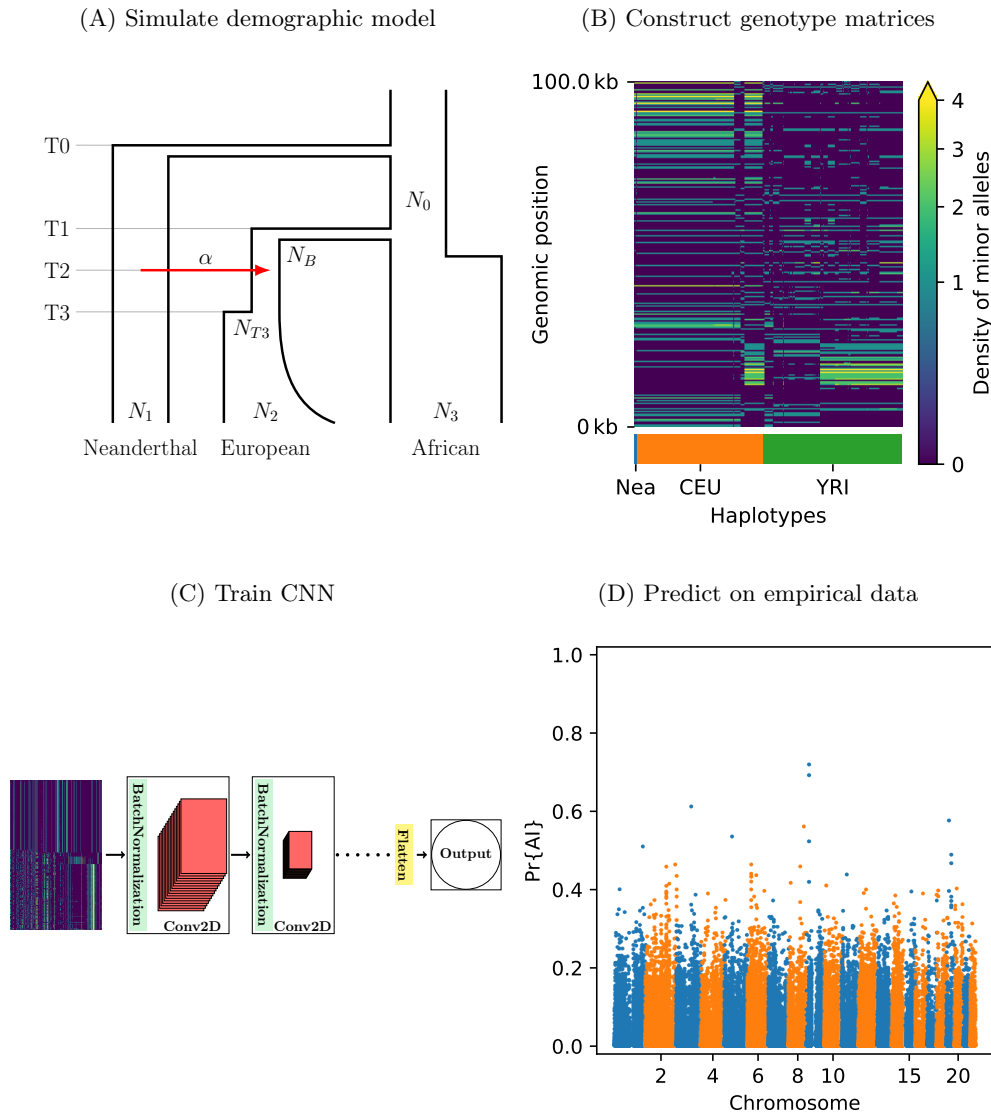 (A) Simulate demographic model
T0
T1
T2
T3
α
N_0
N_B
N_{T3}
N_1
N_2
N_3
Neanderthal
European
African
(B) Construct genotype matrices
100.0 kb
0 kb
Genomic position
Nea
CEU
YRI
Haplotypes
4
3
2
1
0
Density of minor alleles
(C) Train CNN
BatchNormalization
Conv2D
BatchNormalization
Conv2D
Flatten
Output
(D) Predict on empirical data
1.0
0.8
0.6
0.4
0.2
0.0
Pr{AI}
2 4 6 8 10 15 20
Chromosome